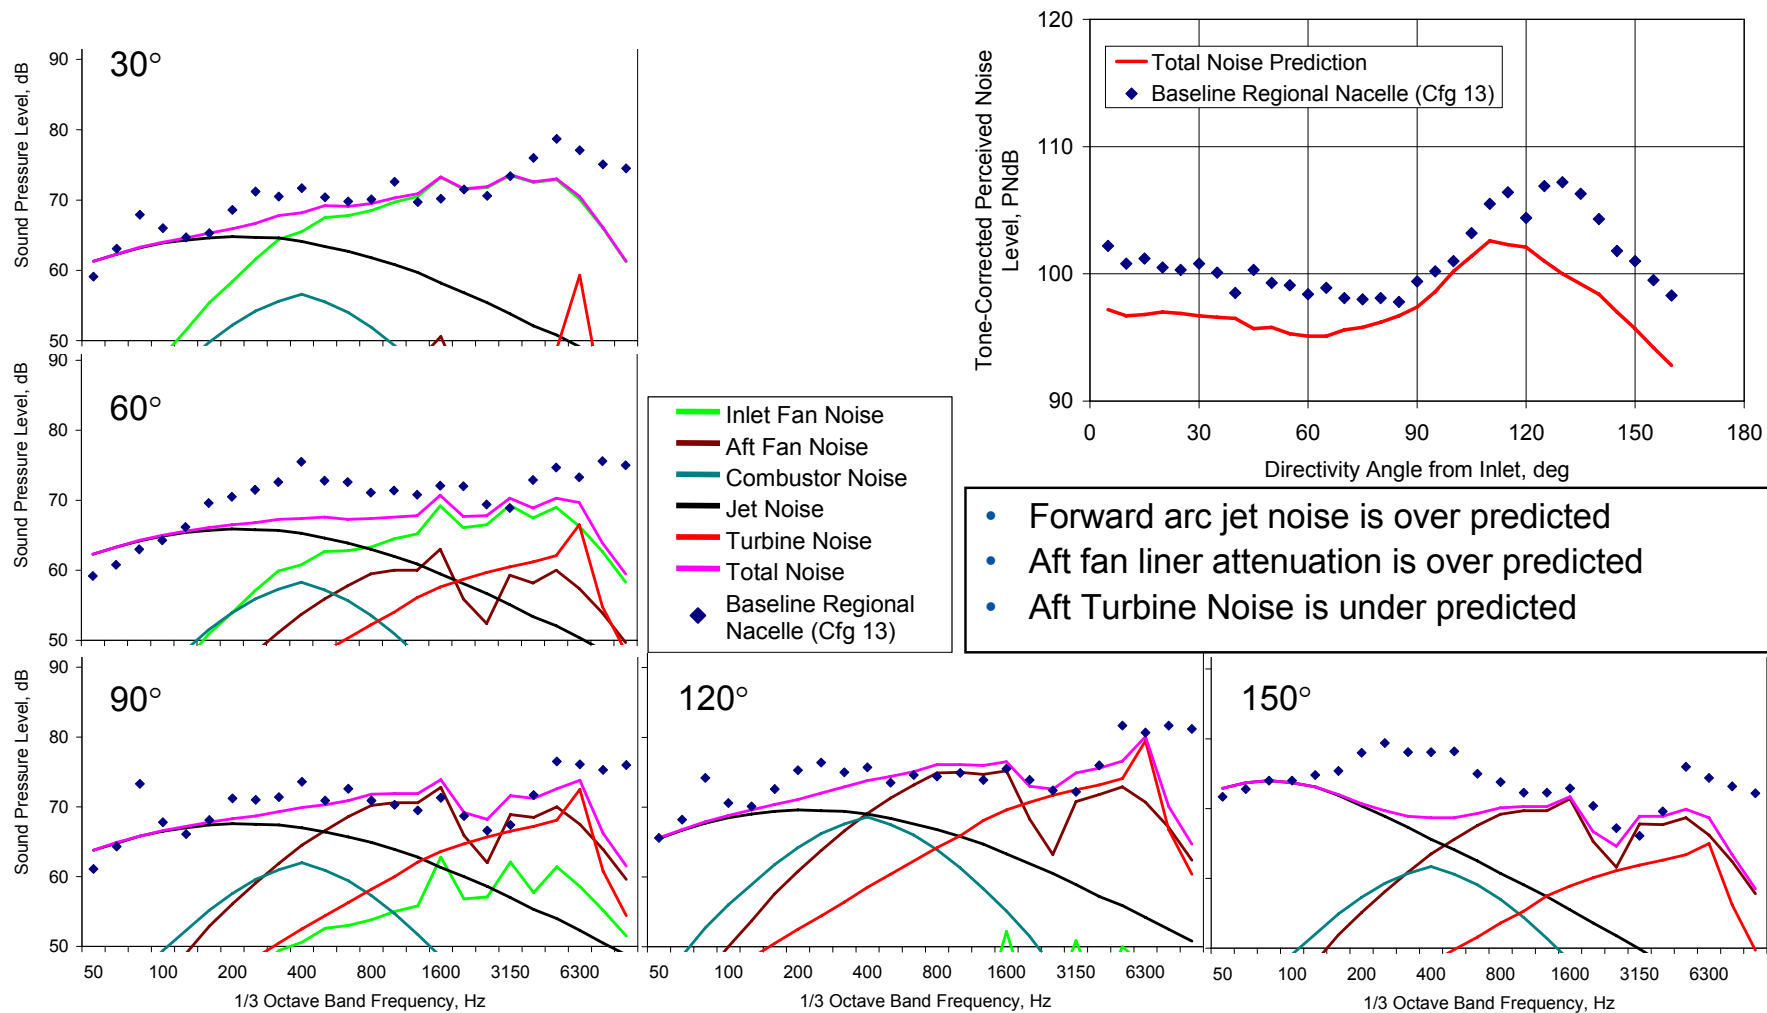 Sound Pressure Level, dB
90
80
70
60
50
30°
Sound Pressure Level, dB
90
80
70
60
50
60°
Inlet Fan Noise
Aft Fan Noise
Combustor Noise
Jet Noise
Turbine Noise
Total Noise
Baseline Regional
Nacelle (Cfg 13)
Tone-Corrected Perceived Noise
Level, PNdB
120
110
100
90
Total Noise Prediction
Baseline Regional Nacelle (Cfg 13)
0 30 60 90 120 150 180
Directivity Angle from Inlet, deg
• Forward arc jet noise is over predicted
• Aft fan liner attenuation is over predicted
• Aft Turbine Noise is under predicted
Sound Pressure Level, dB
90
80
70
60
50
90°
50 100 200 400 800 1600 3150 6300
1/3 Octave Band Frequency, Hz
120°
50 100 200 400 800 1600 3150 6300
1/3 Octave Band Frequency, Hz
150°
50 100 200 400 800 1600 3150 6300
1/3 Octave Band Frequency, Hz